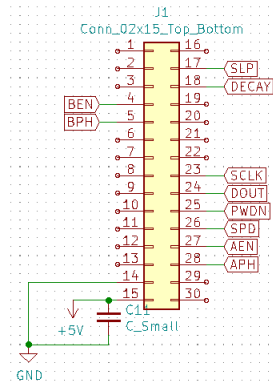 J1
Conn_02x15_Top_Bottom
1 16
2 17 SLP
3 18 DECAY
BEN 4 19
BPH 5 20
6 21
7 22
8 23 SCLK
9 24 DOUT
10 25 PWDN
11 26 SPD
12 27 AEN
13 28 APH
14 29
15 30
C11
+5V C_Small
GND